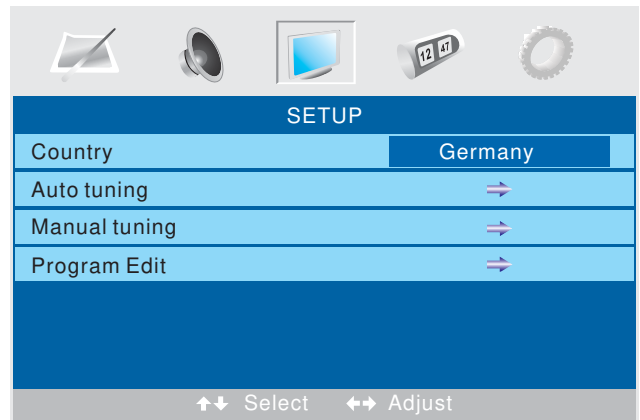 12 47
SETUP
Country Germany
Auto tuning
Manual tuning
Program Edit
Select Adjust